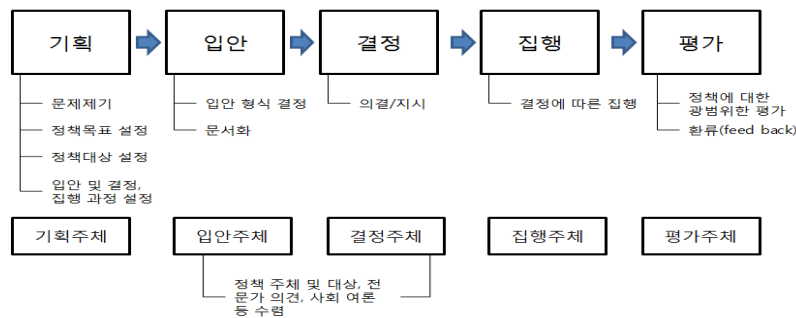 기획
입안
결정
집행
평가
문제제기
정책목표 설정
정책대상 설정
입안 및 결정,
집행 과정 설정
입안 형식 결정
문서화
의결/지시
결정에 따른 집행
정책에 대한
광범위한 평가
환류(feed back)
기획주체
입안주체
결정주체
집행주체
평가주체
정책 주체 및 대상, 전
문가 의견, 사회 여론
등 수렴